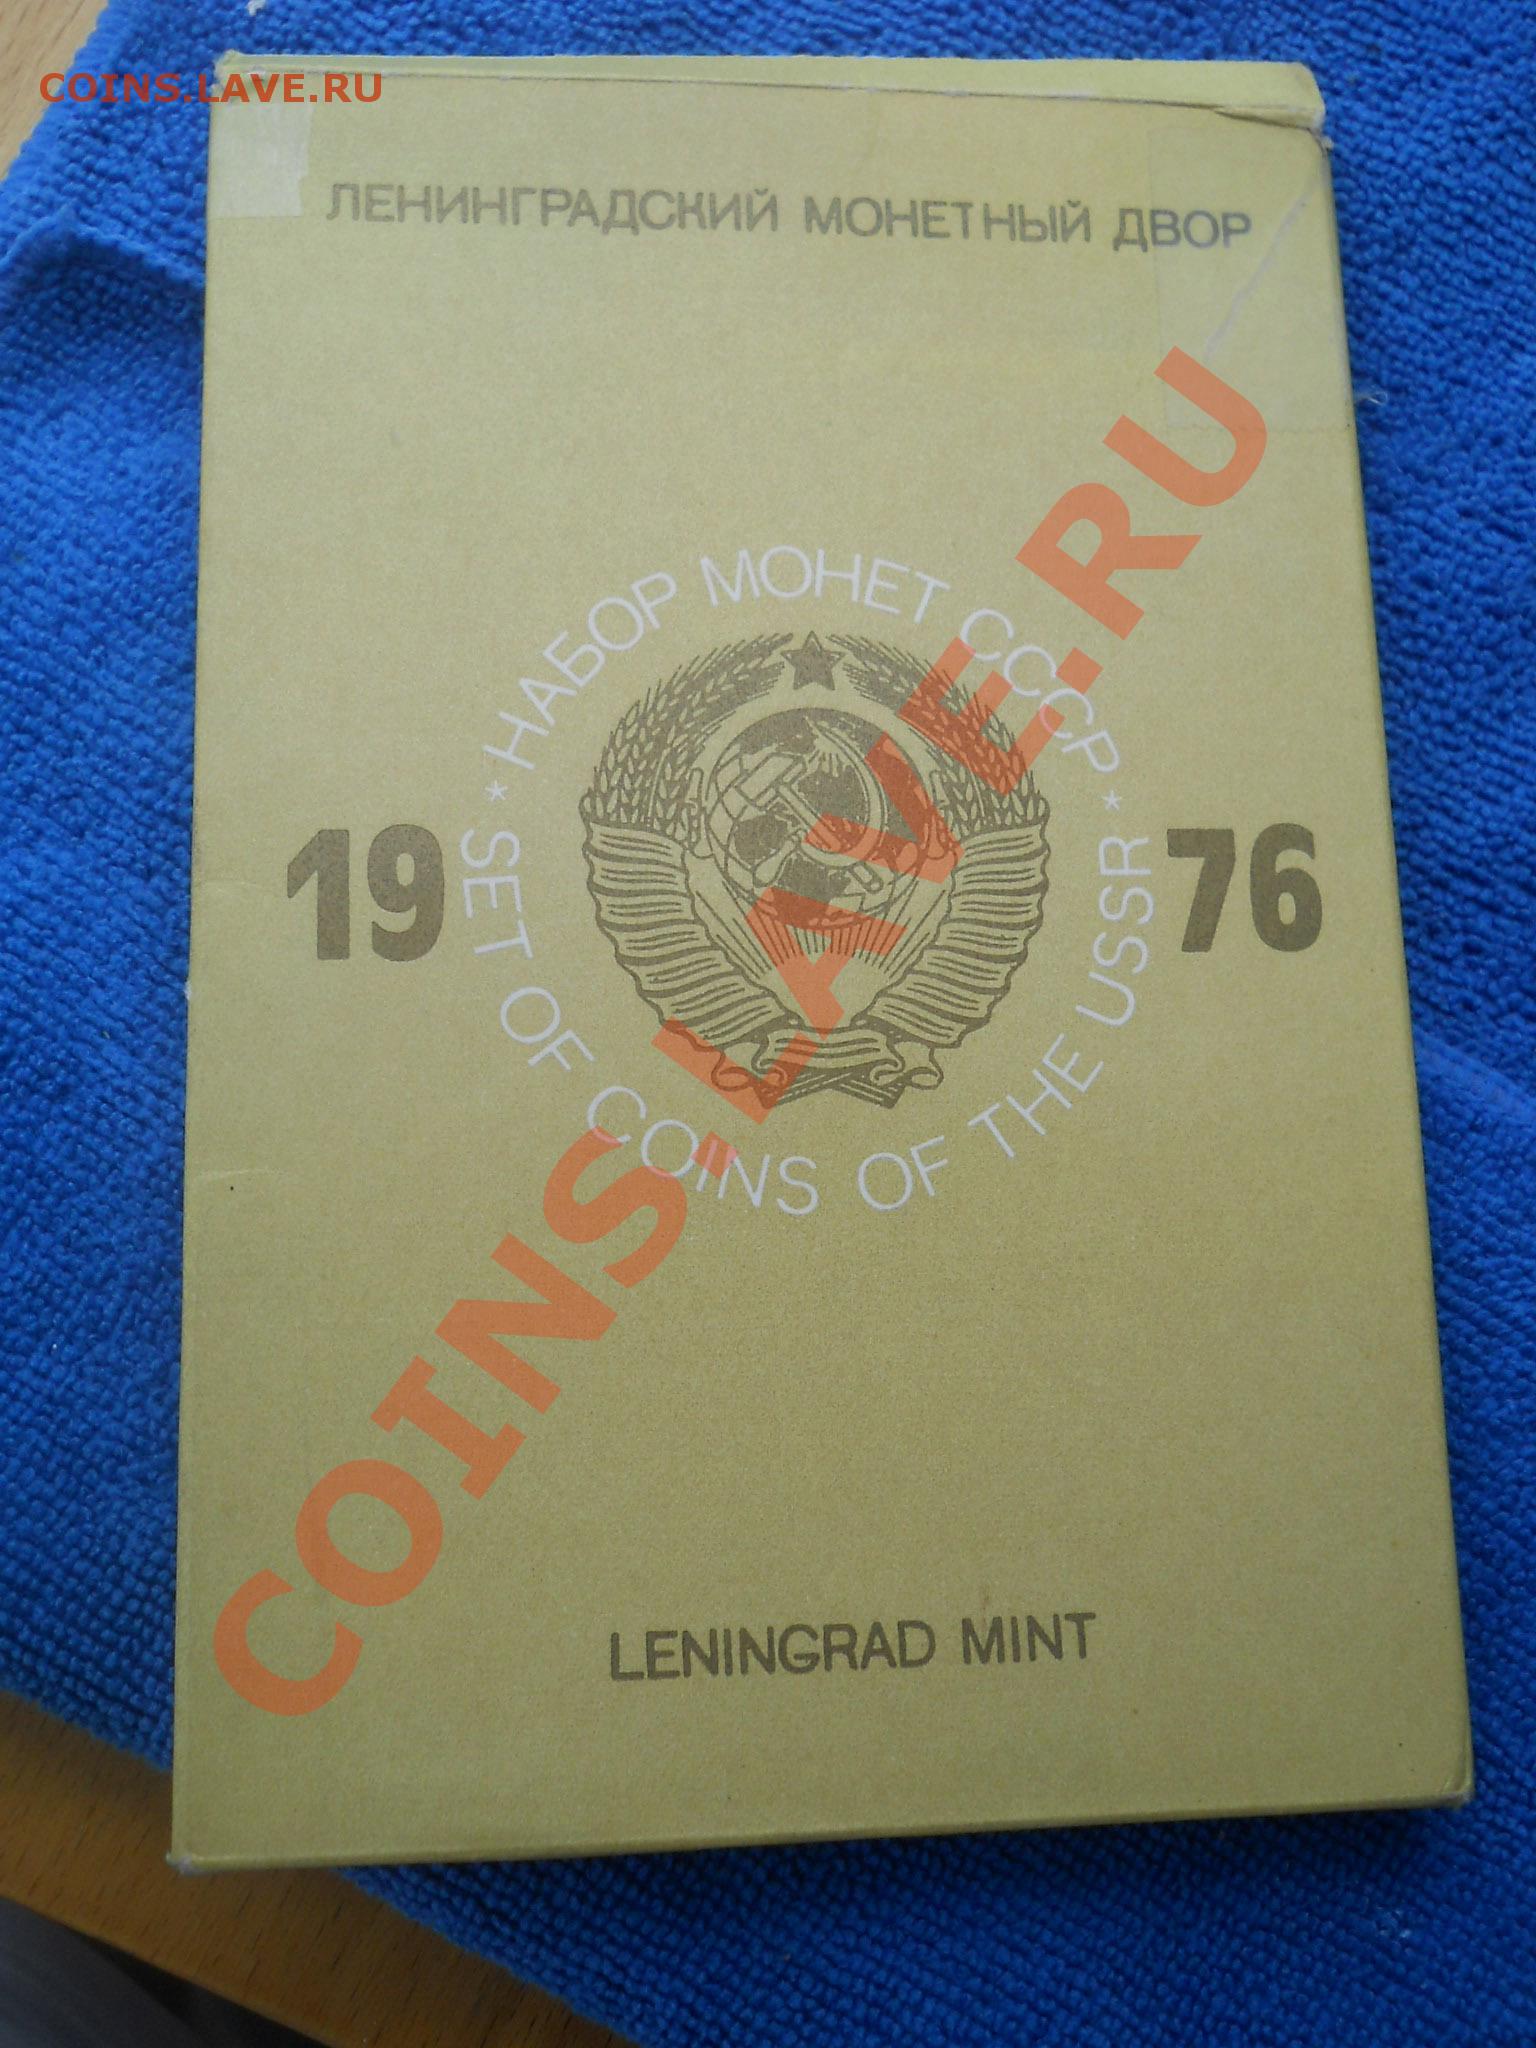 COINS.LAVE.RU
ЛЕНИНГРАДСКИЙ МОНЕТНЫЙ ДВОР
* НАБОР МОНЕТ СССР *
19
76
SET OF COINS OF THE USSR
COINS.LAVE.RU
LENINGRAD MINT